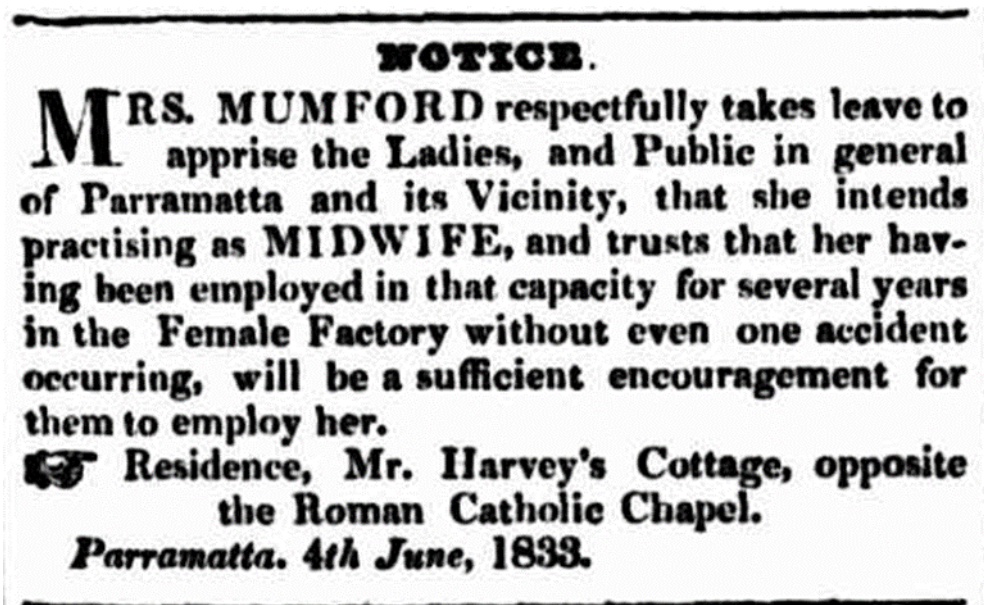 NOTICE.
MRS. MUMFORD respectfully takes leave to
apprise the Ladies, and Public in general
of Parramatta and its Vicinity, that she intends
practising as MIDWIFE, and trusts that her hav-
ing been employed in that capacity for several years
in the Female Factory without even one accident
occurring, will be a sufficient encouragement for
them to employ her.
☞ Residence, Mr. Harvey's Cottage, opposite
the Roman Catholic Chapel.
Parramatta. 4th June, 1833.